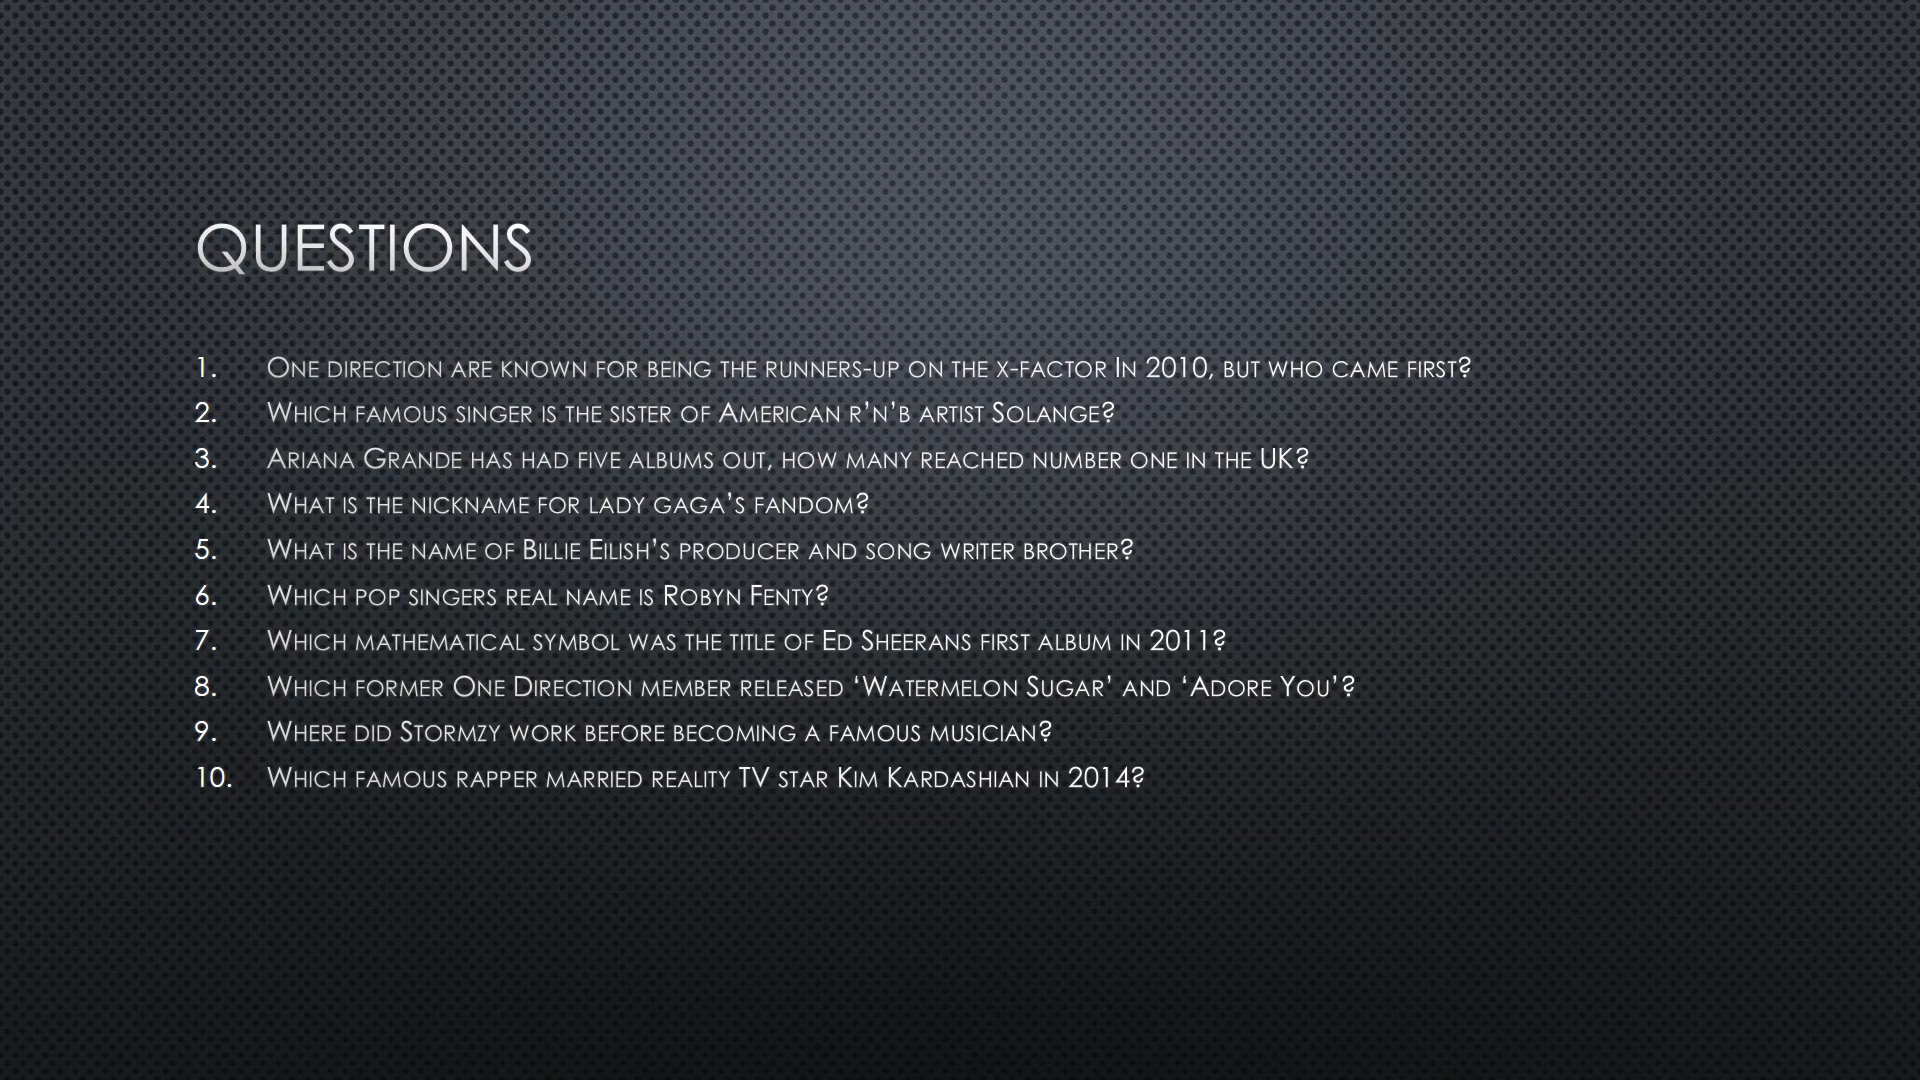 QUESTIONS
1. One direction are known for being the runners-up on the x-factor In 2010, but who came first?
2. Which famous singer is the sister of American r’n’b artist Solange?
3. Ariana Grande has had five albums out, how many reached number one in the UK?
4. What is the nickname for lady gaga’s fandom?
5. What is the name of Billie Eilish’s producer and song writer brother?
6. Which pop singers real name is Robyn Fenty?
7. Which mathematical symbol was the title of Ed Sheerans first album in 2011?
8. Which former One Direction member released ‘Watermelon Sugar’ and ‘Adore You’?
9. Where did Stormzy work before becoming a famous musician?
10. Which famous rapper married reality TV star Kim Kardashian in 2014?